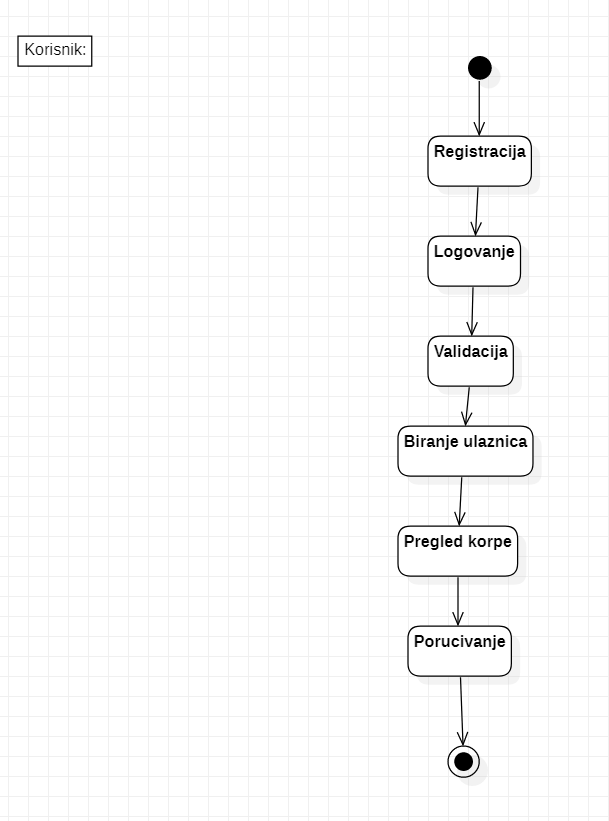 Korisnik:
Registracija
Logovanje
Validacija
Biranje ulaznica
Pregled korpe
Porucivanje